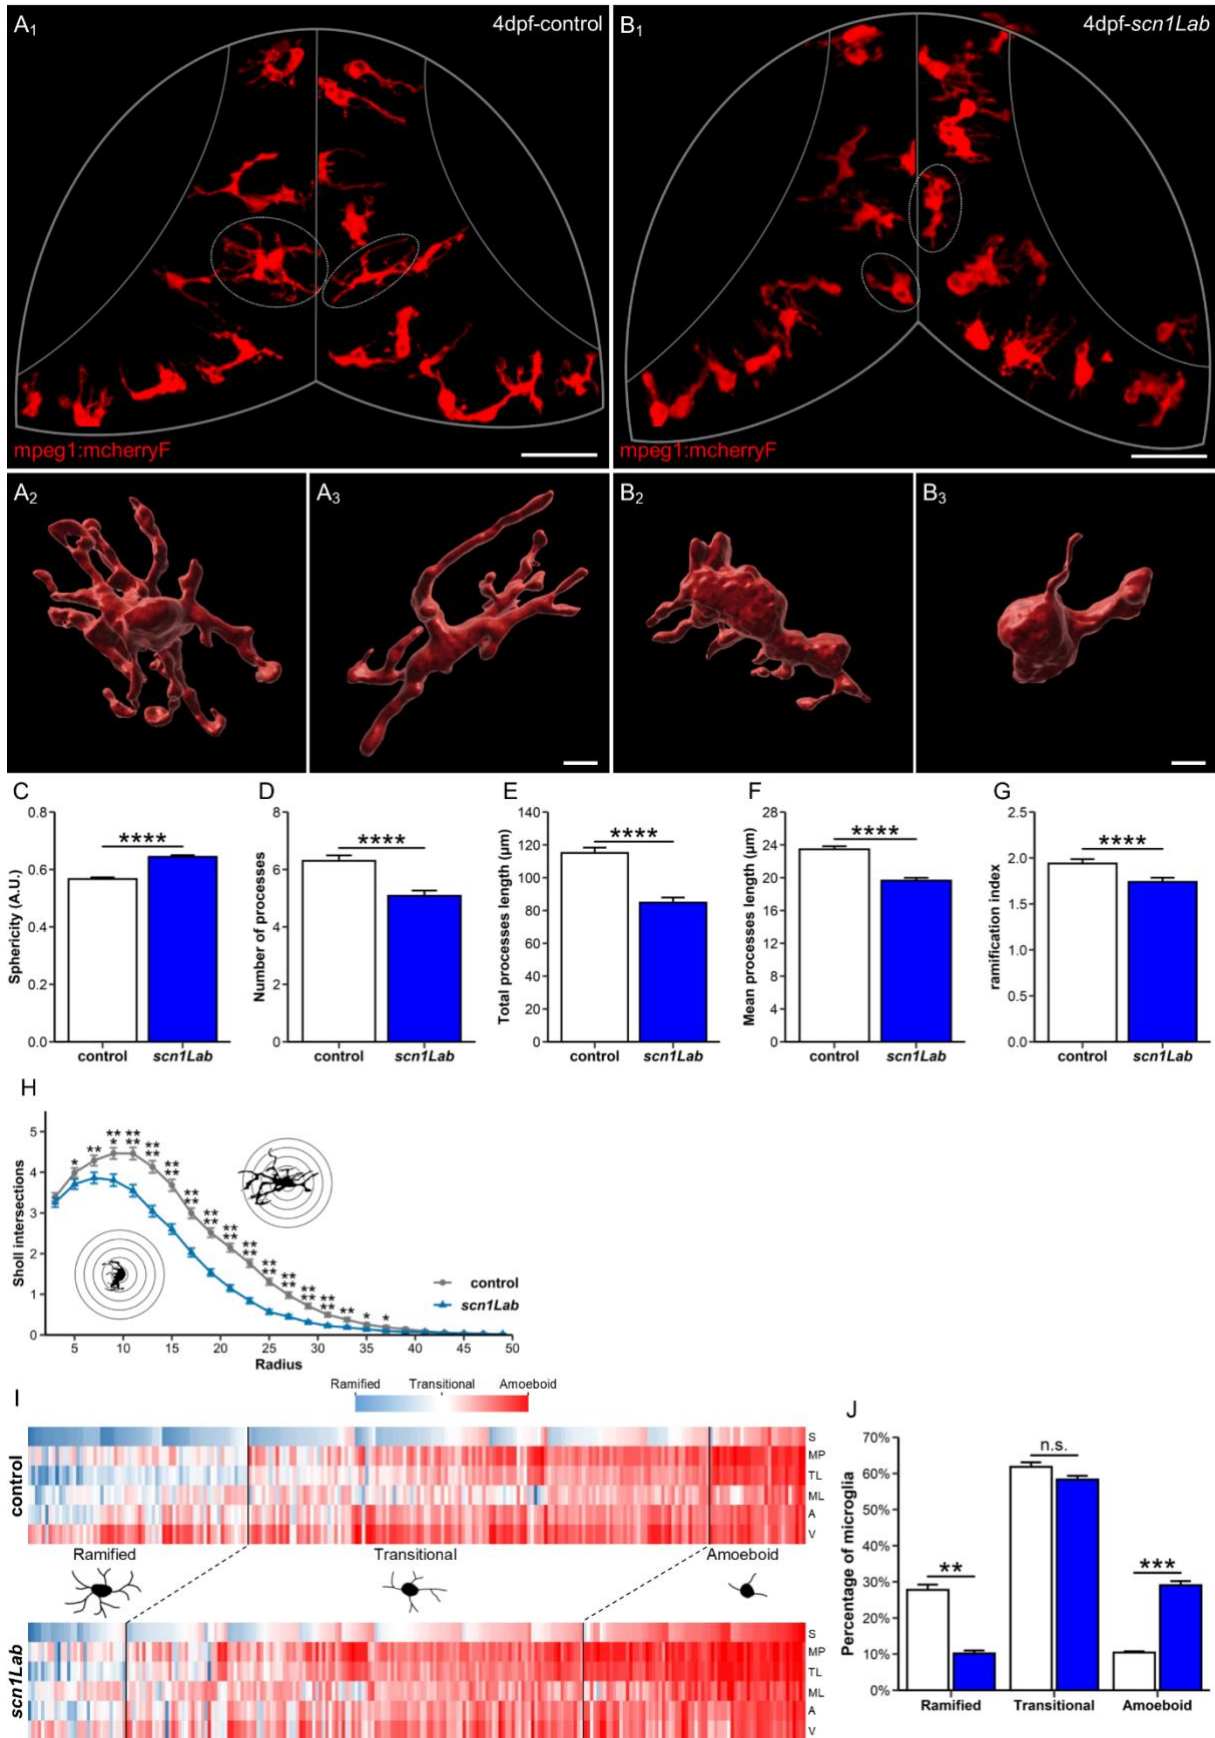 A1 4dpf-control
B1 4dpf-scn1Lab
mpeg1:mcherryF
mpeg1:mcherryF
A2
A3
B2
B3
C
Sphericity (A.U.)
0.8
0.6
0.4
0.2
0.0
****
control scn1Lab
D
Number of processes
8
6
4
2
0
****
control scn1Lab
E
Total processes length (µm)
140
120
100
80
60
40
20
0
****
control scn1Lab
F
Mean processes length (µm)
28
24
20
16
12
8
4
0
****
control scn1Lab
G
ramification index
2.5
2.0
1.5
1.0
0.5
0.0
****
control scn1Lab
H
Sholl intersections
5
4
3
2
1
0
5 10 15 20 25 30 35 40 45 50
Radius
control
scn1Lab
I
Ramified Transitional Amoeboid
control
S
MP
TL
ML
A
V
Ramified Transitional Amoeboid
scn1Lab
S
MP
TL
ML
A
V
J
Percentage of microglia
70%
60%
50%
40%
30%
20%
10%
0%
**
n.s.
***
Ramified Transitional Amoeboid